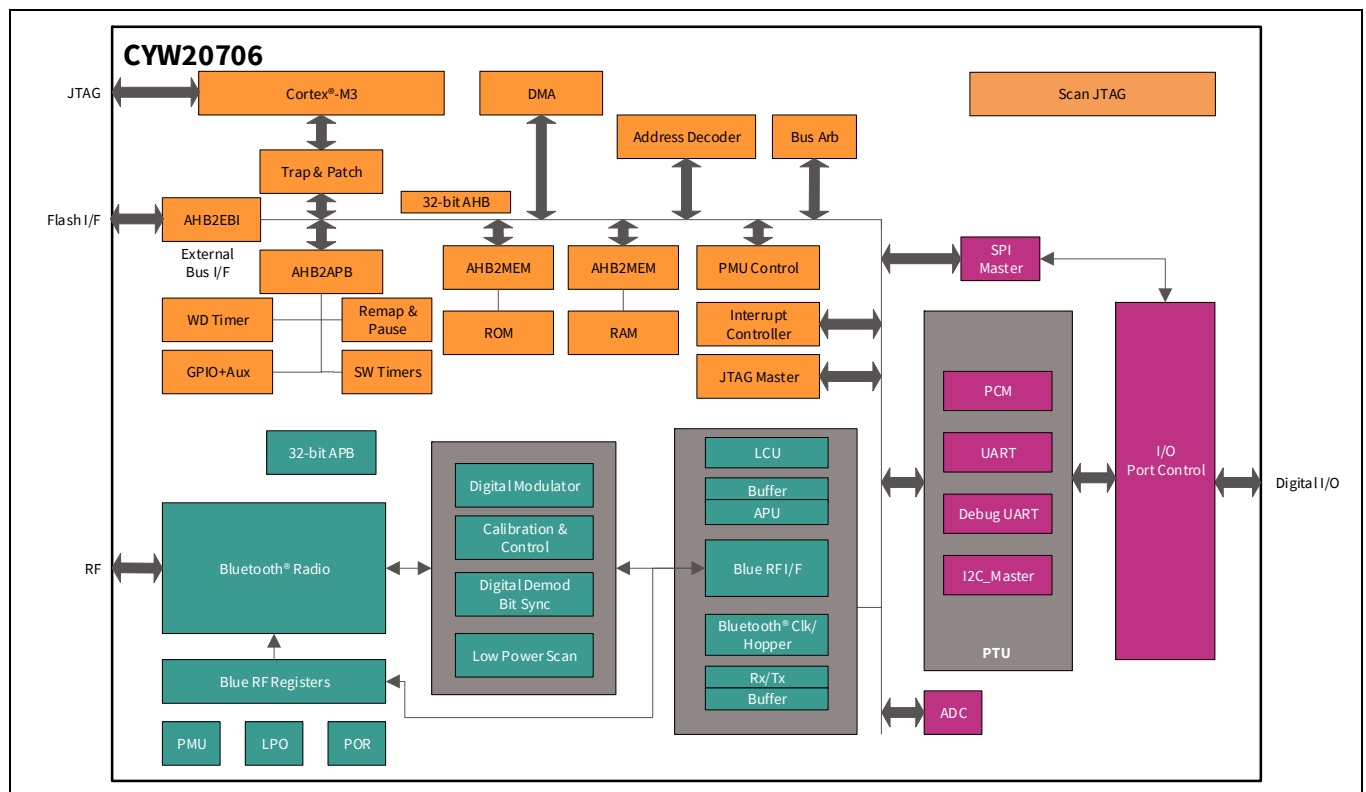 CYW20706
JTAG
Cortex®-M3
DMA
Scan JTAG
Address Decoder
Bus Arb
Trap & Patch
32-bit AHB
Flash I/F
AHB2EBI
External
Bus I/F
AHB2APB
AHB2MEM
AHB2MEM
PMU Control
SPI
Master
WD Timer
Remap &
Pause
ROM
RAM
Interrupt
Controller
GPIO+Aux
SW Timers
JTAG Master
PCM
UART
Debug UART
I2C_Master
PTU
I/O
Port Control
Digital I/O
32-bit APB
LCU
Buffer
APU
Digital Modulator
Calibration &
Control
Digital Demod
Bit Sync
Low Power Scan
Blue RF I/F
Bluetooth® Clk/
Hopper
Rx/Tx
Buffer
RF
Bluetooth® Radio
Blue RF Registers
ADC
PMU
LPO
POR